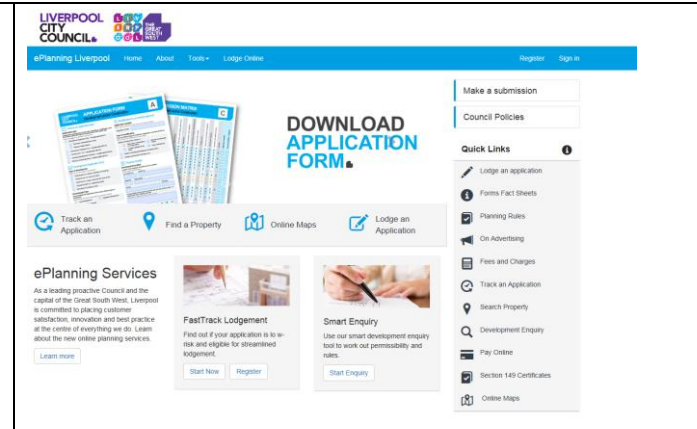 LIVERPOOL
CITY
COUNCIL
THE
GREAT
SOUTH
WEST
ePlanning Liverpool Home About Tools Lodge Online Register Sign in
APPLICATION FORM A
C
DOWNLOAD
APPLICATION
FORM
Track an
Application
Find a Property
Online Maps
Lodge an
Application
ePlanning Services
As a leading proactive Council and the
capital of the Great South West, Liverpool
is committed to placing customer
satisfaction, innovation and best practice
at the centre of everything we do. Learn
about the new online planning services.
Learn more
FastTrack Lodgement
Find out if your application is lo w-
risk and eligible for streamlined
lodgement.
Start Now Register
Smart Enquiry
Use our smart development enquiry
tool to work out permissibility and
rules.
Start Enquiry
Make a submission
Council Policies
Quick Links
Lodge an application
Forms Fact Sheets
Planning Rules
On Advertising
Fees and Charges
Track an Application
Search Property
Development Enquiry
Pay Online
Section 149 Certificates
Online Maps